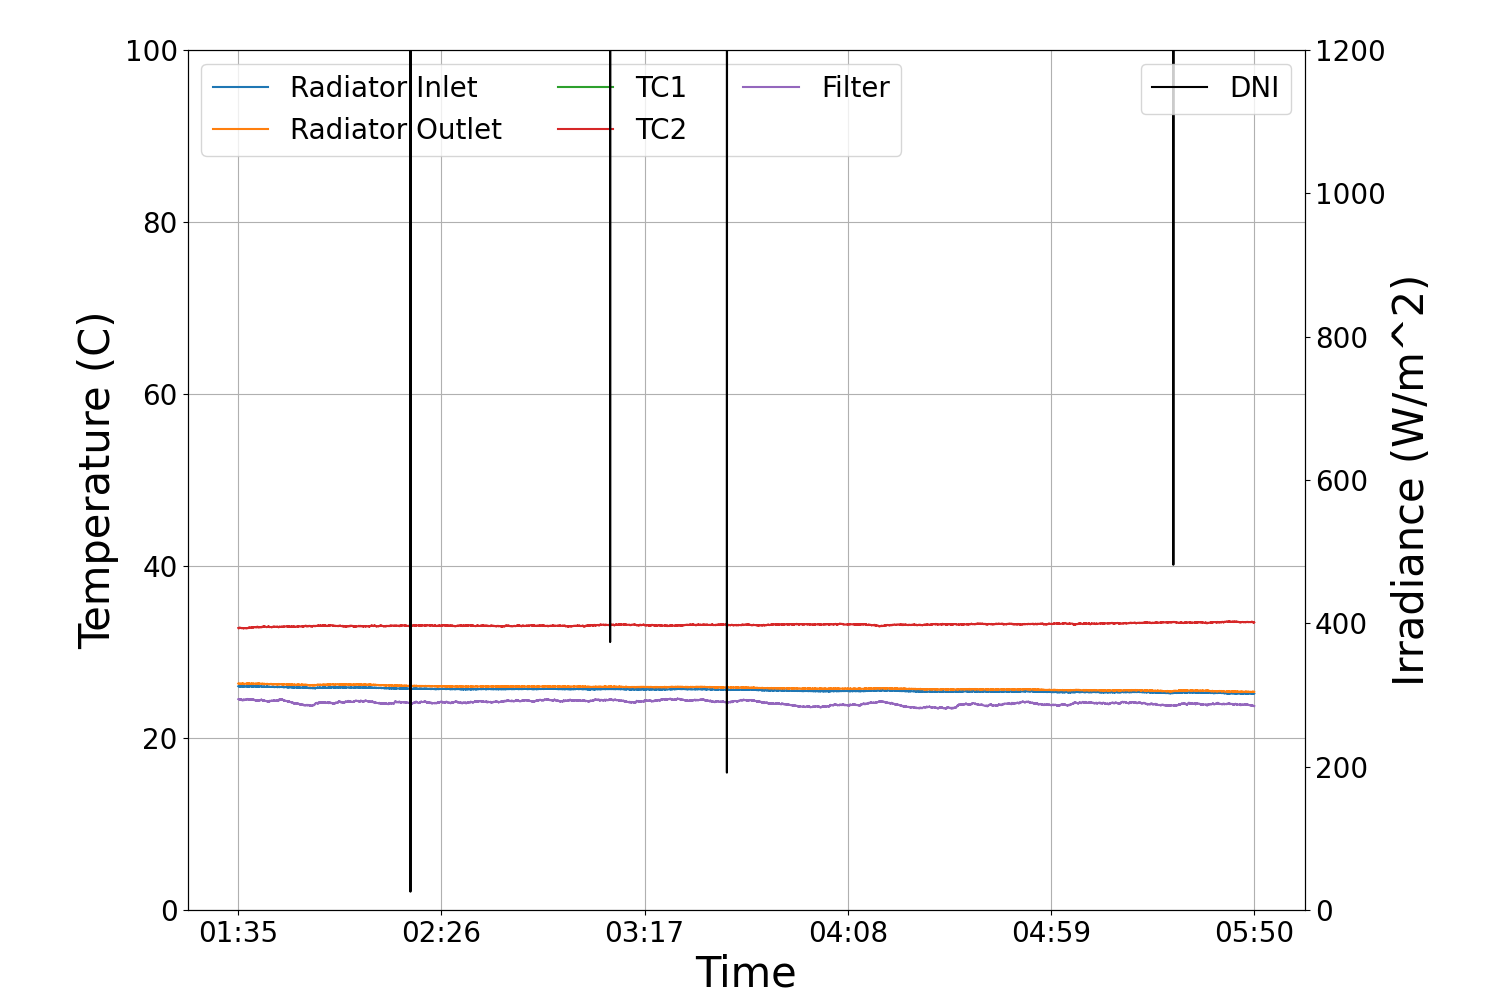 100
80
60
40
20
0
Temperature (C)
Radiator Inlet
Radiator Outlet
TC1
TC2
Filter
DNI
1200
1000
800
600
400
200
0
Irradiance (W/m^2)
01:35 02:26 03:17 04:08 04:59 05:50
Time